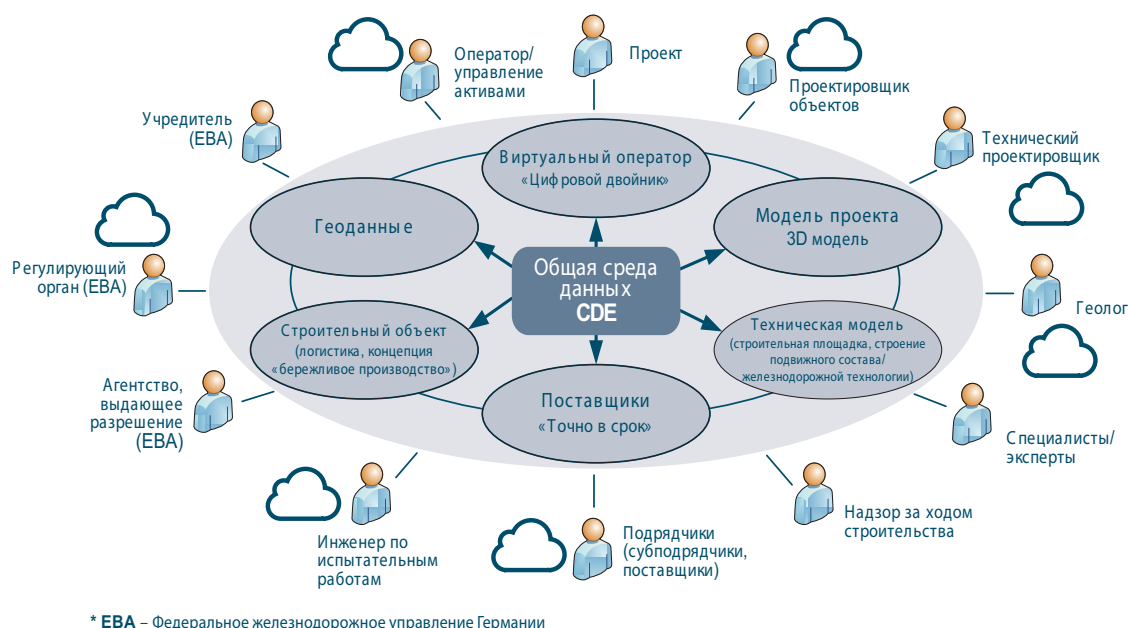 Оператор/
управление
активами
Проект
Проектировщик
объектов
Учредитель
(EBA)
Технический
проектировщик
Виртуальный оператор
«Цифровой двойник»
Геоданные
Модель проекта
3D модель
Регулирующий
орган (EBA)
Общая среда
данных
CDE
Геолог
Строительный объект
(логистика, концепция
«бережливое производство»)
Техническая модель
(строительная площадка, строение
подвижного состава/
железнодорожной технологии)
Агентство,
выдающее
разрешение
(EBA)
Поставщики
«Точно в срок»
Специалисты/
эксперты
Инженер по
испытательным
работам
Подрядчики
(субподрядчики,
поставщики)
Надзор за ходом
строительства
* EBA – Федеральное железнодорожное управление Германии